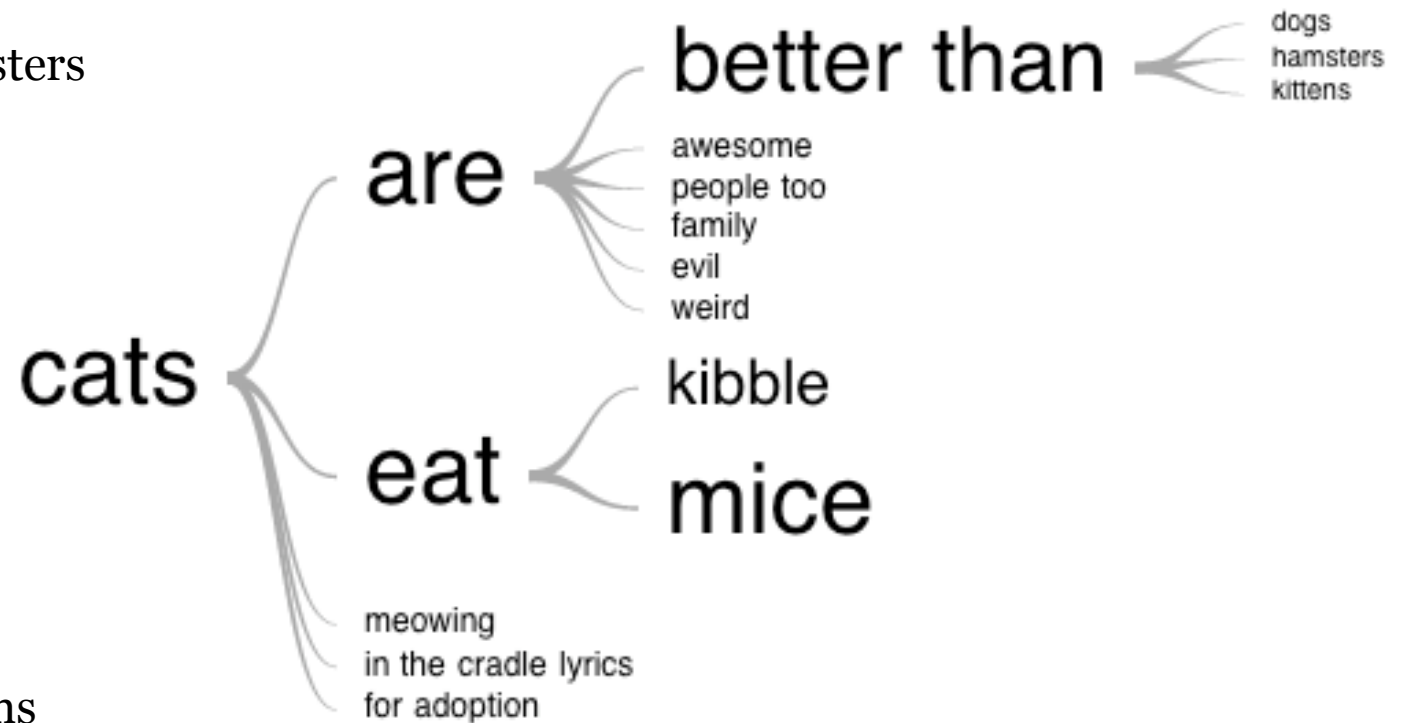 cats
are
better than
dogs
hamsters
kittens
awesome
people too
family
evil
weird
eat
kibble
mice
meowing
in the cradle lyrics
for adoption